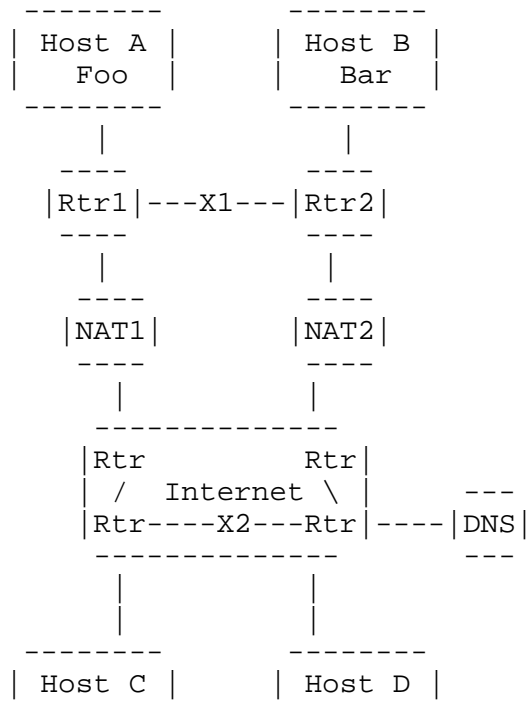 Host A Host B
Foo Bar
Rtr1 ---X1--- Rtr2
NAT1 NAT2
Rtr Rtr
/ Internet \
Rtr----X2---Rtr ---- DNS
Host C Host D